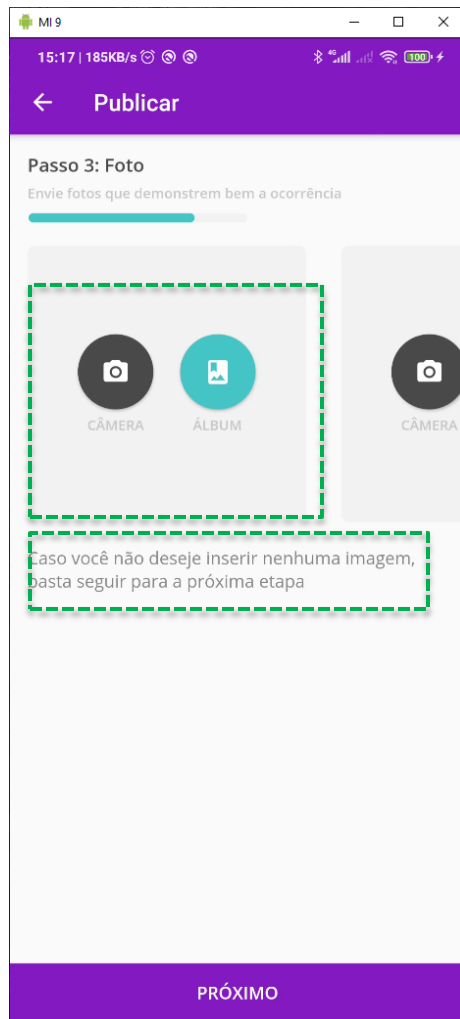 MI 9
15:17 | 185KB/s 4G 100
Publicar
Passo 3: Foto
Envie fotos que demonstrem bem a ocorrência
CÂMERA ÁLBUM CÂMERA
Caso você não deseje inserir nenhuma imagem,
basta seguir para a próxima etapa
PRÓXIMO